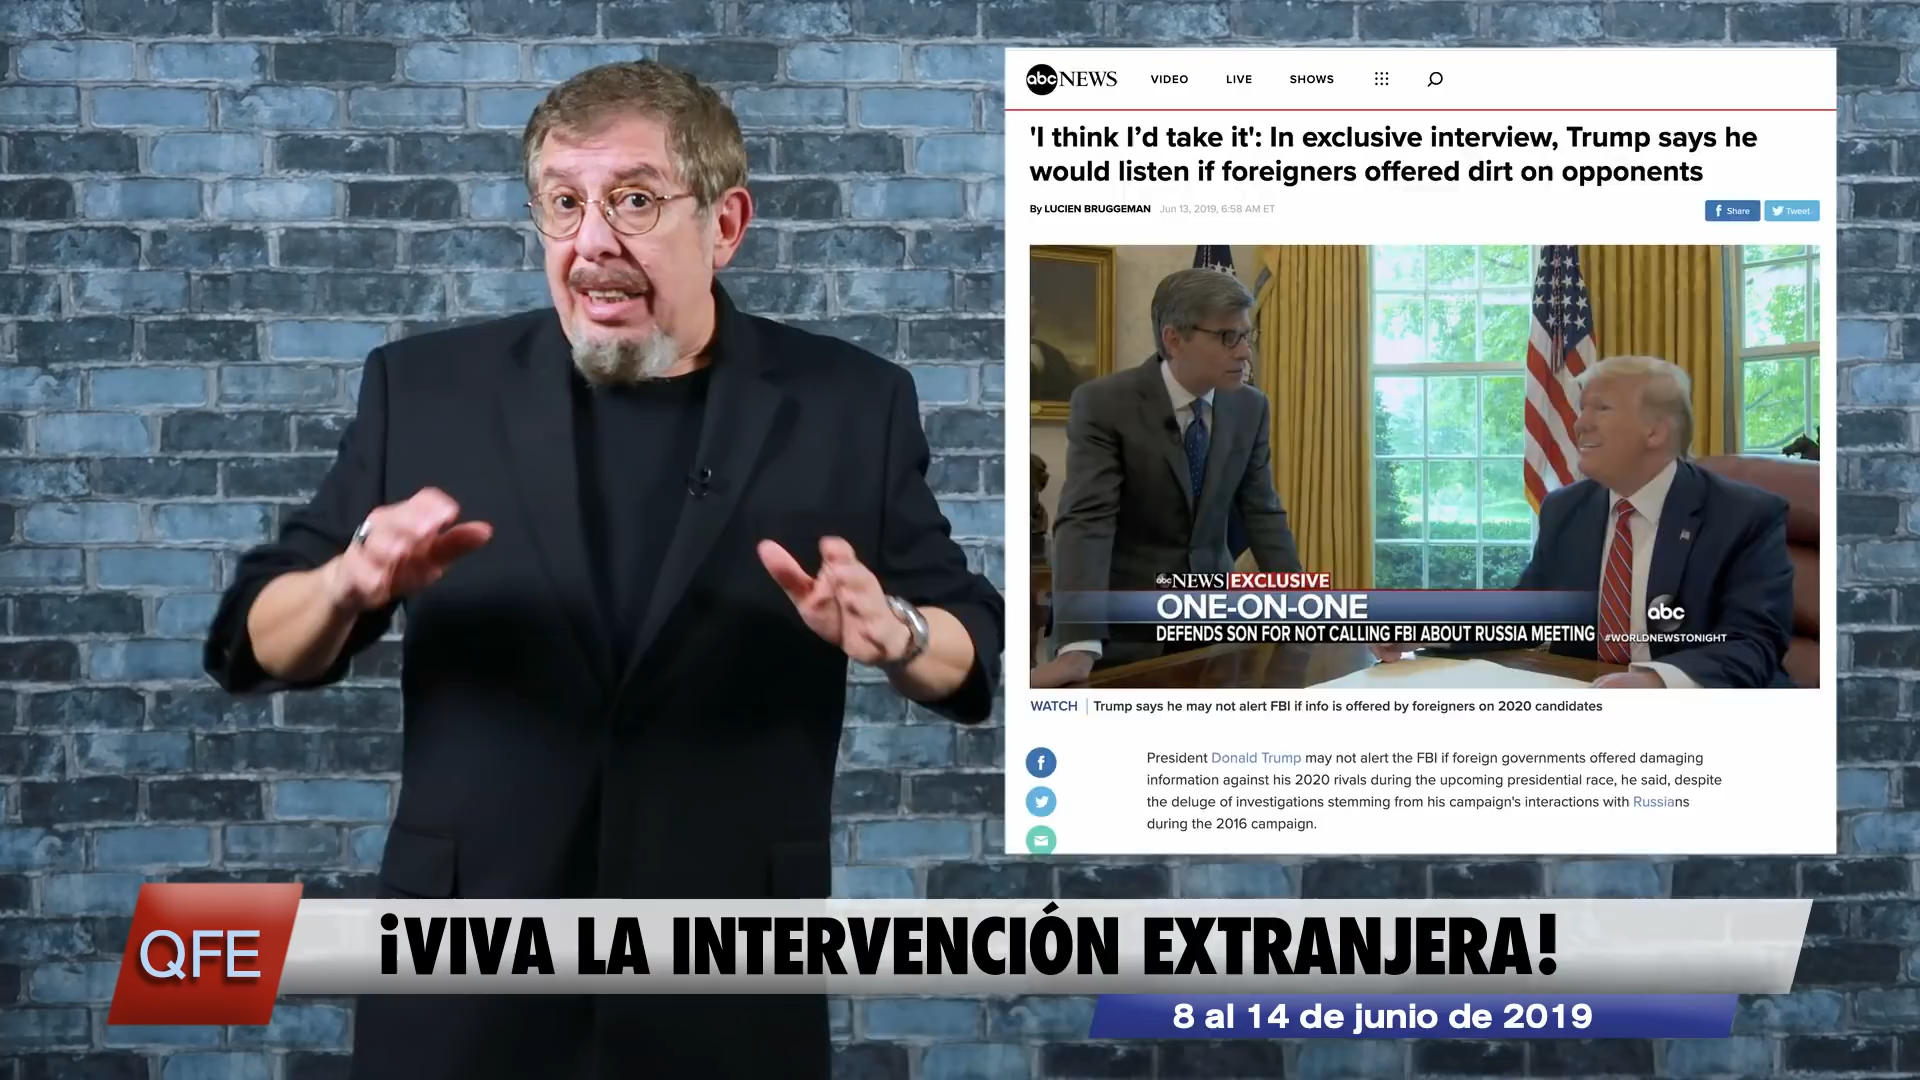 abc NEWS VIDEO LIVE SHOWS
'I think I’d take it': In exclusive interview, Trump says he
would listen if foreigners offered dirt on opponents
By LUCIEN BRUGGEMAN Jun 13, 2019, 6:58 AM ET
Share Tweet
abc NEWS EXCLUSIVE
ONE-ON-ONE
DEFENDS SON FOR NOT CALLING FBI ABOUT RUSSIA MEETING
abc
#WORLDNEWSTONIGHT
WATCH Trump says he may not alert FBI if info is offered by foreigners on 2020 candidates
President Donald Trump may not alert the FBI if foreign governments offered damaging
information against his 2020 rivals during the upcoming presidential race, he said, despite
the deluge of investigations stemming from his campaign's interactions with Russians
during the 2016 campaign.
QFE
¡VIVA LA INTERVENCIÓN EXTRANJERA!
8 al 14 de junio de 2019